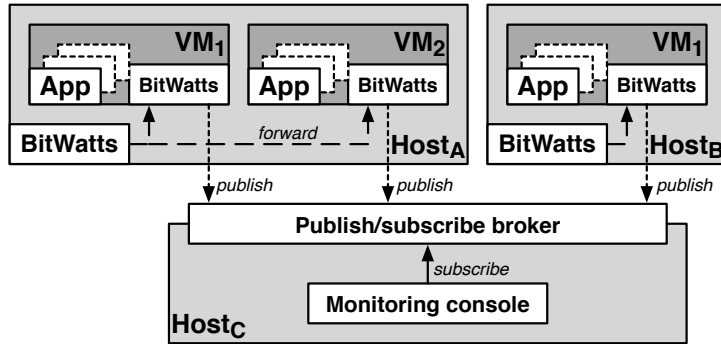 VM1
VM2
VM1
App
BitWatts
App
BitWatts
App
BitWatts
BitWatts
forward
HostA
BitWatts
HostB
publish
publish
publish
Publish/subscribe broker
subscribe
Monitoring console
HostC